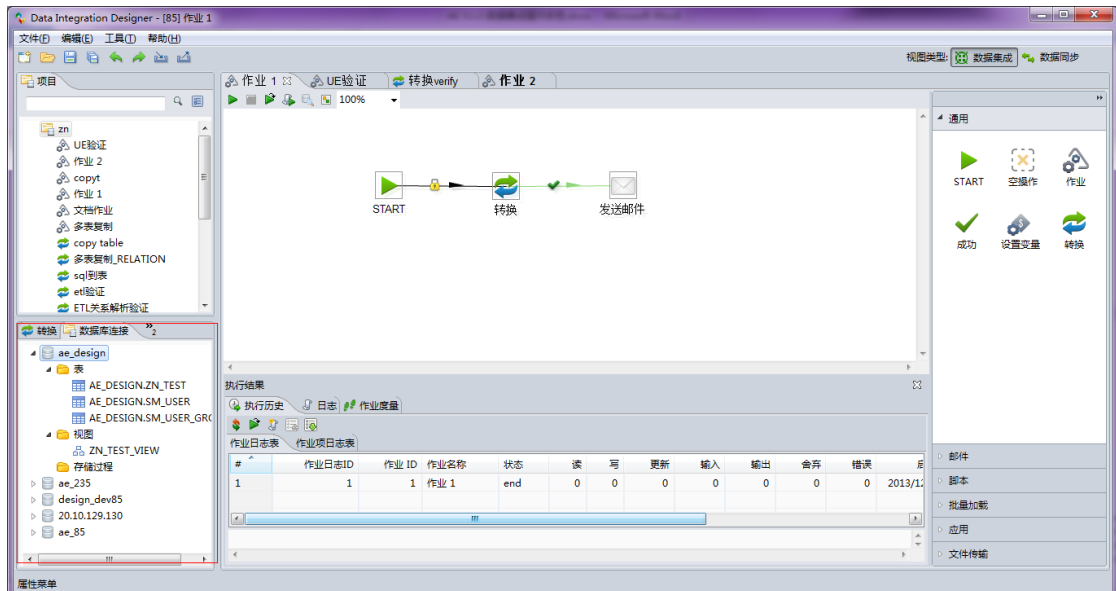 Data Integration Designer - [85] 作业 1
文件(F) 编辑(E) 工具(T) 帮助(H)
视图类型: 数据集成 数据同步
项目
zn
UE验证
作业 2
copyt
作业 1
文档作业
多表复制
copy table
多表复制_RELATION
sql到表
etl验证
ETL关系解析验证
转换 数据库连接 »2
ae_design
表
AE_DESIGN.ZN_TEST
AE_DESIGN.SM_USER
AE_DESIGN.SM_USER_GR
视图
ZN_TEST_VIEW
存储过程
ae_235
design_dev85
20.10.129.130
ae_85
作业 1 UE验证 转换verify 作业 2
100%
START 转换 发送邮件
执行结果
执行历史 日志 作业度量
作业日志表 作业项日志表
# 作业日志ID 作业 ID 作业名称 状态 读 写 更新 输入 输出 舍弃 错误
1 1 1 作业 1 end 0 0 0 0 0 0 0 2013/12
通用
START 空操作 作业
成功 设置变量 转换
邮件
脚本
批量加载
应用
文件传输
属性菜单